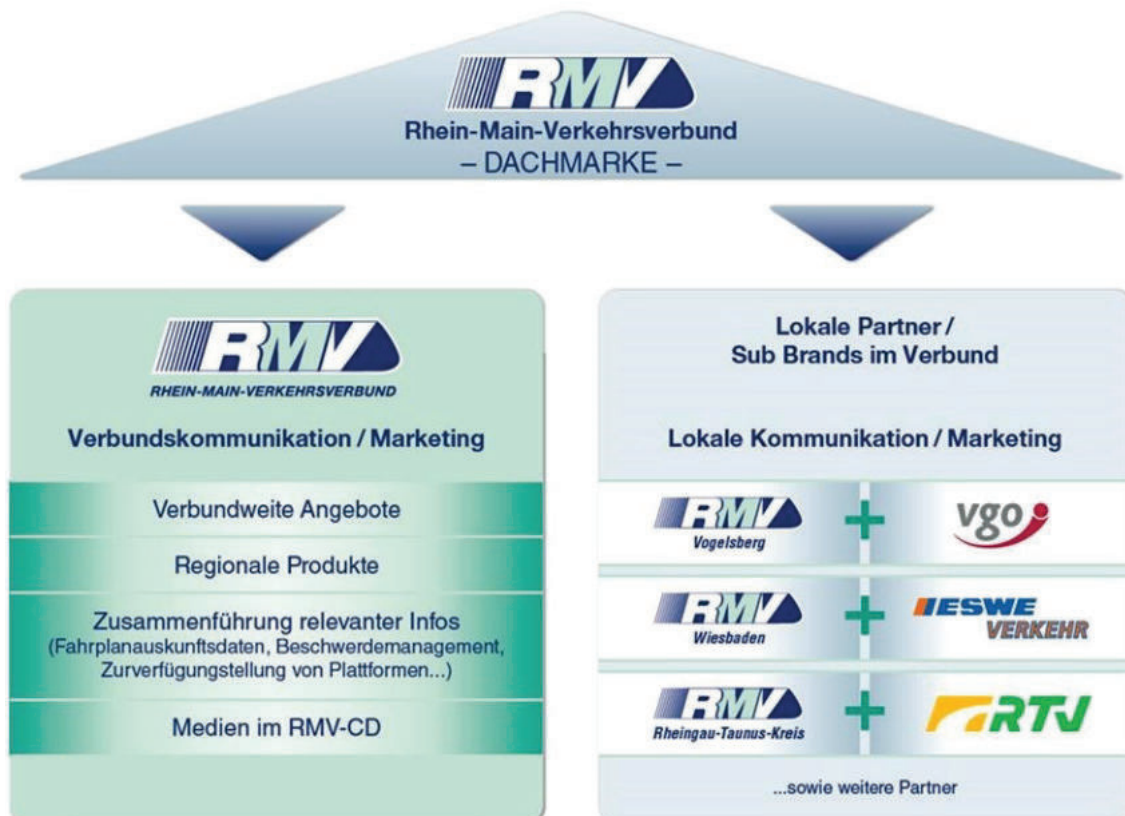 RMV
Rhein-Main-Verkehrsverbund
– DACHMARKE –
RMV
RHEIN-MAIN-VERKEHRSVERBUND
Verbundskommunikation / Marketing
Verbundweite Angebote
Regionale Produkte
Zusammenführung relevanter Infos
(Fahrplanauskunftsdaten, Beschwerdemanagement,
Zurverfügungstellung von Plattformen...)
Medien im RMV-CD
Lokale Partner /
Sub Brands im Verbund
Lokale Kommunikation / Marketing
RMV + vgo
Vogelsberg
RMV + ESWE
Wiesbaden VERKEHR
RMV + RTV
Rheingau-Taunus-Kreis
...sowie weitere Partner